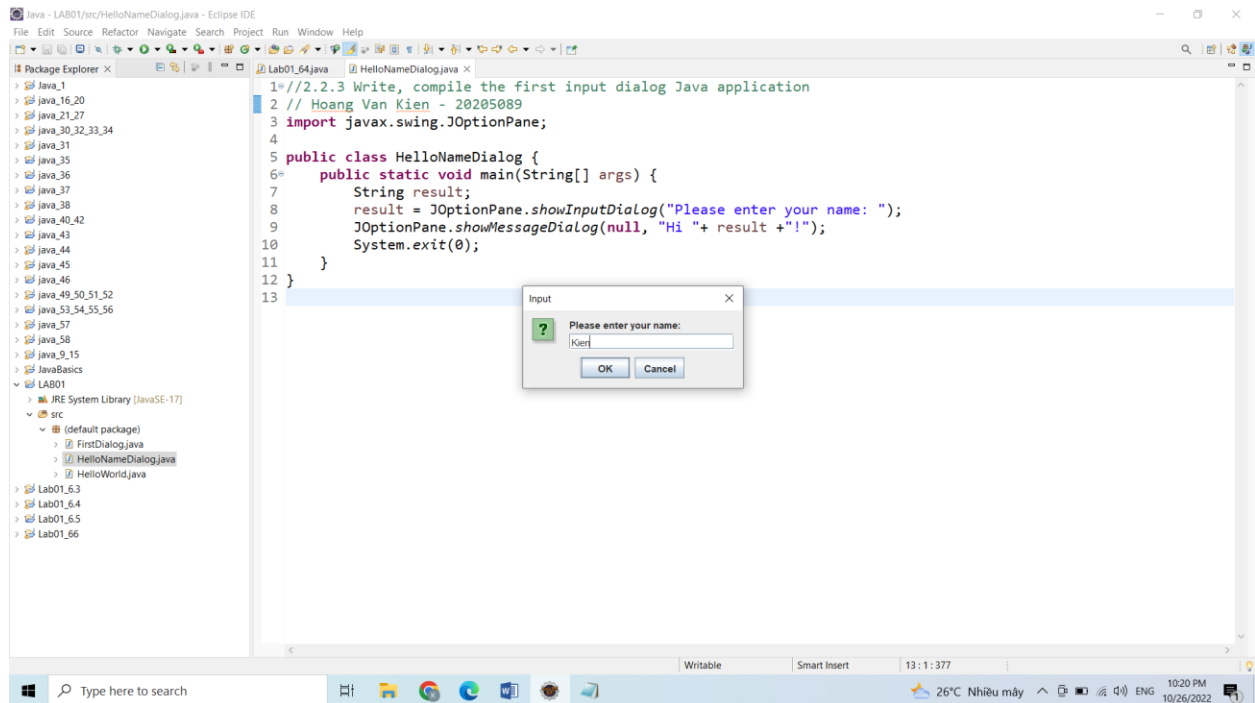 Java - LAB01/src/HelloNameDialog.java - Eclipse IDE
File Edit Source Refactor Navigate Search Project Run Window Help
Package Explorer
Java_1
java_16_20
java_21_27
java_30_32_33_34
java_31
java_35
java_36
java_37
java_38
java_40_42
java_43
java_44
java_45
java_46
java_49_50_51_52
java_53_54_55_56
java_57
java_58
java_9_15
JavaBasics
LAB01
JRE System Library [JavaSE-17]
src
(default package)
FirstDialog.java
HelloNameDialog.java
HelloWorld.java
Lab01_6.3
Lab01_6.4
Lab01_6.5
Lab01_66
Lab01_64.java HelloNameDialog.java
1 //2.2.3 Write, compile the first input dialog Java application
2 // Hoang Van Kien - 20205089
3 import javax.swing.JOptionPane;
4
5 public class HelloNameDialog {
6 public static void main(String[] args) {
7 String result;
8 result = JOptionPane.showInputDialog("Please enter your name: ");
9 JOptionPane.showMessageDialog(null, "Hi "+ result +"!");
10 System.exit(0);
11 }
12 }
13
Input
?
Please enter your name:
Kien
OK Cancel
Writable Smart Insert 13 : 1 : 377
Type here to search
26°C Nhiều mây ENG 10:20 PM
10/26/2022
1